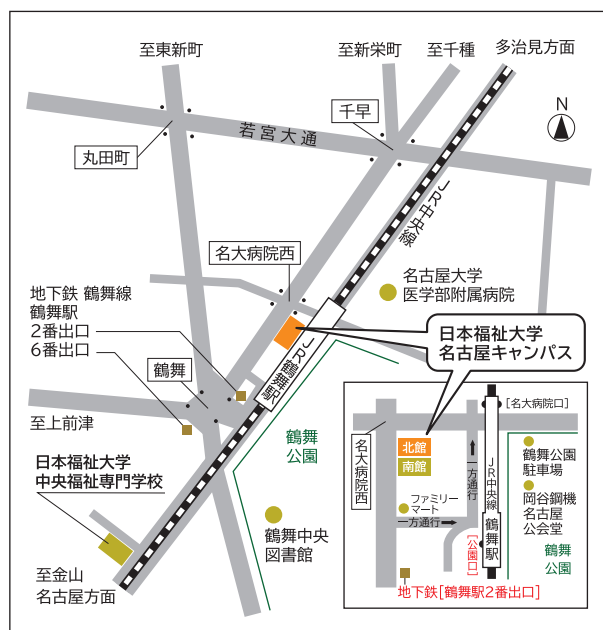 至東新町
至新栄町
至千種
多治見方面
N
千早
若宮大通
丸田町
JR中央線
名大病院西
名古屋大学
医学部附属病院
地下鉄 鶴舞線
鶴舞駅
2番出口
6番出口
日本福祉大学
名古屋キャンパス
JR鶴舞駅
鶴舞
至上前津
鶴舞
公園
日本福祉大学
中央福祉専門学校
鶴舞中央
図書館
至金山
名古屋方面
[名大病院口]
名大病院西
北館
南館
一方通行
JR中央線
鶴舞公園
駐車場
ファミリー
マート
岡谷鋼機
名古屋
公会堂
一方通行
鶴舞駅
[公園口]
鶴舞
公園
地下鉄[鶴舞駅2番出口]